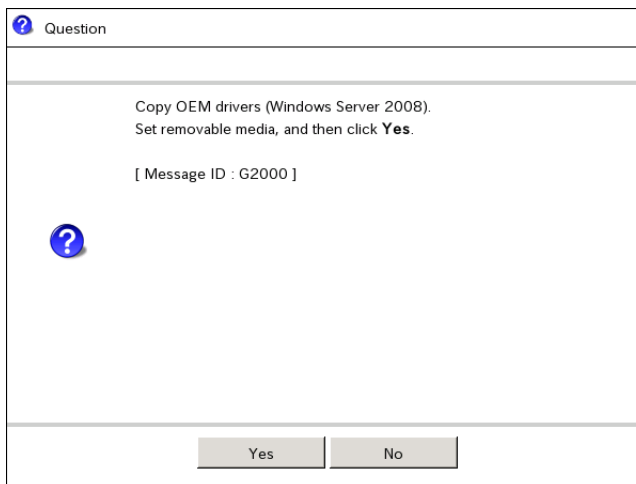 Question
Copy OEM drivers (Windows Server 2008).
Set removable media, and then click Yes.
[ Message ID : G2000 ]
Yes
No